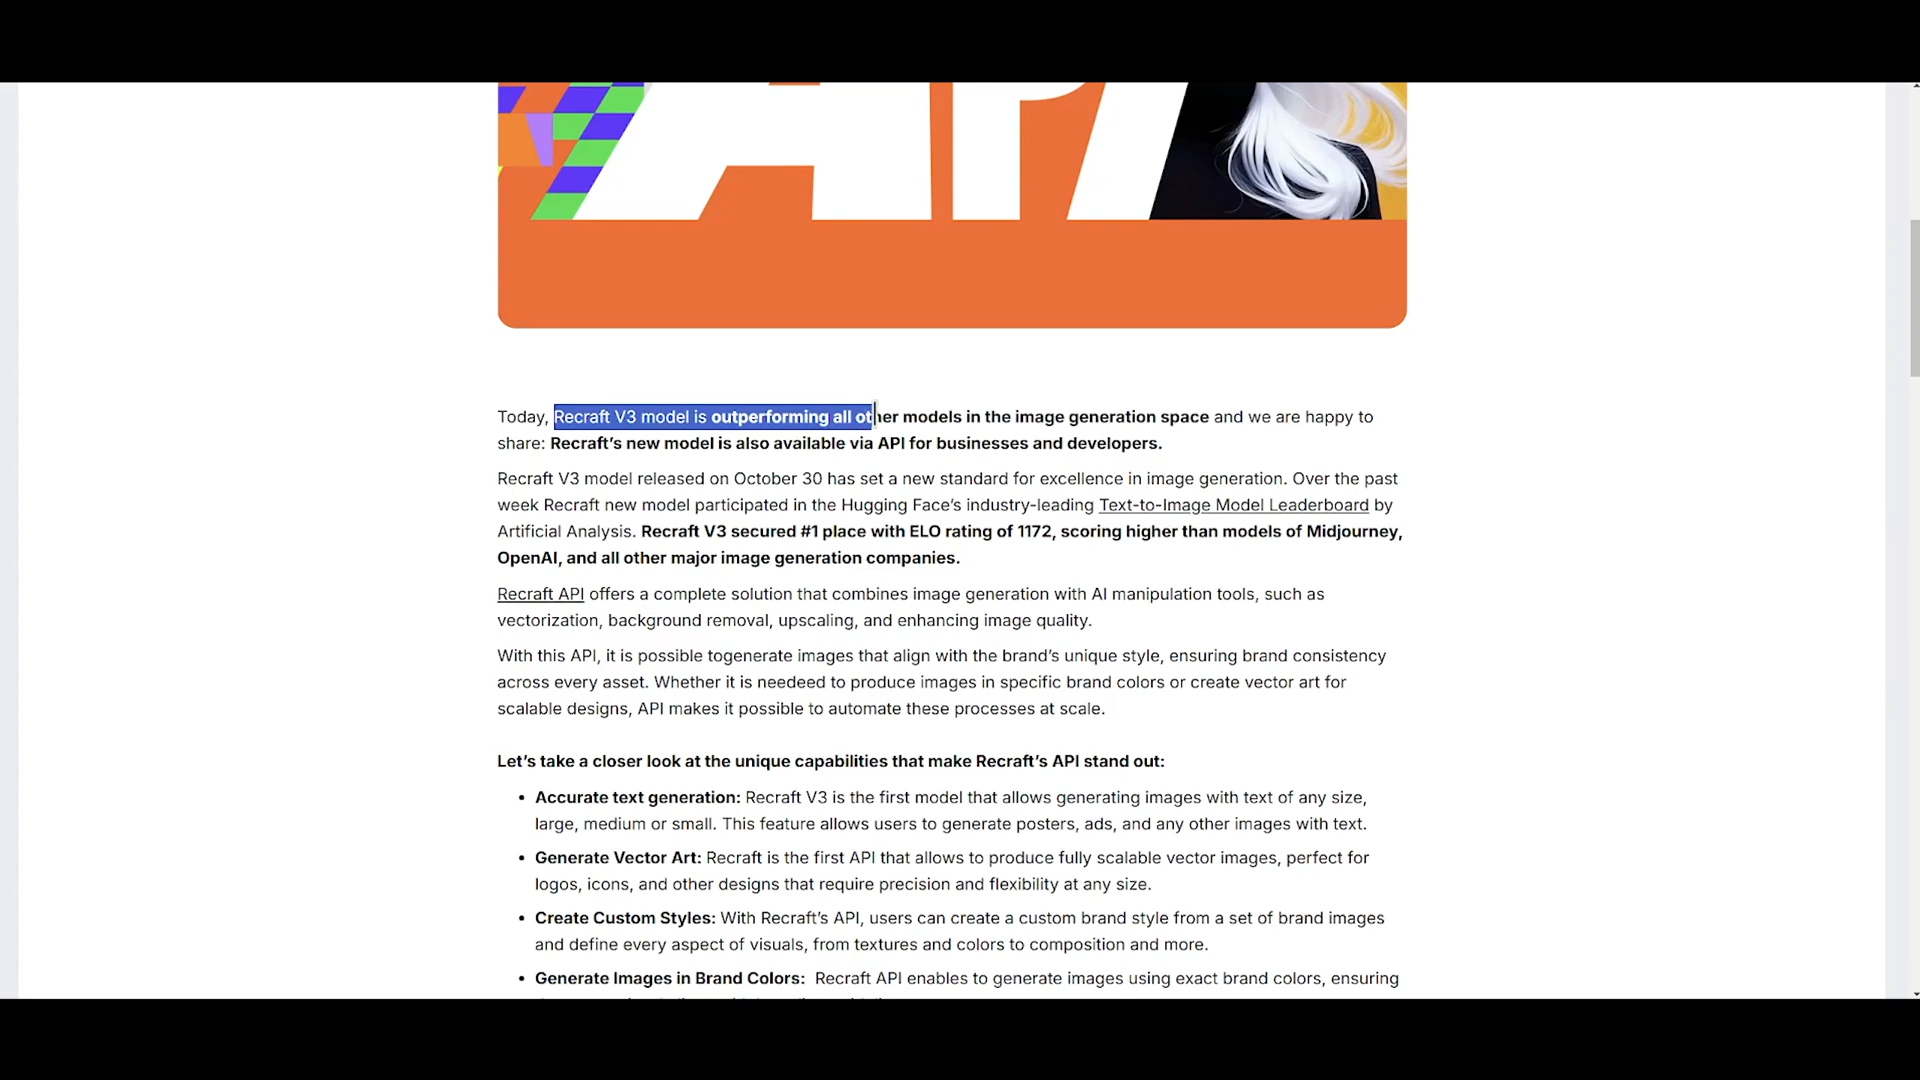 API
Today, Recraft V3 model is outperforming all other models in the image generation space and we are happy to
share: Recraft’s new model is also available via API for businesses and developers.
Recraft V3 model released on October 30 has set a new standard for excellence in image generation. Over the past
week Recraft new model participated in the Hugging Face’s industry-leading Text-to-Image Model Leaderboard by
Artificial Analysis. Recraft V3 secured #1 place with ELO rating of 1172, scoring higher than models of Midjourney,
OpenAI, and all other major image generation companies.
Recraft API offers a complete solution that combines image generation with AI manipulation tools, such as
vectorization, background removal, upscaling, and enhancing image quality.
With this API, it is possible togenerate images that align with the brand’s unique style, ensuring brand consistency
across every asset. Whether it is needeed to produce images in specific brand colors or create vector art for
scalable designs, API makes it possible to automate these processes at scale.
Let’s take a closer look at the unique capabilities that make Recraft’s API stand out:
• Accurate text generation: Recraft V3 is the first model that allows generating images with text of any size,
large, medium or small. This feature allows users to generate posters, ads, and any other images with text.
• Generate Vector Art: Recraft is the first API that allows to produce fully scalable vector images, perfect for
logos, icons, and other designs that require precision and flexibility at any size.
• Create Custom Styles: With Recraft’s API, users can create a custom brand style from a set of brand images
and define every aspect of visuals, from textures and colors to composition and more.
• Generate Images in Brand Colors: Recraft API enables to generate images using exact brand colors, ensuring